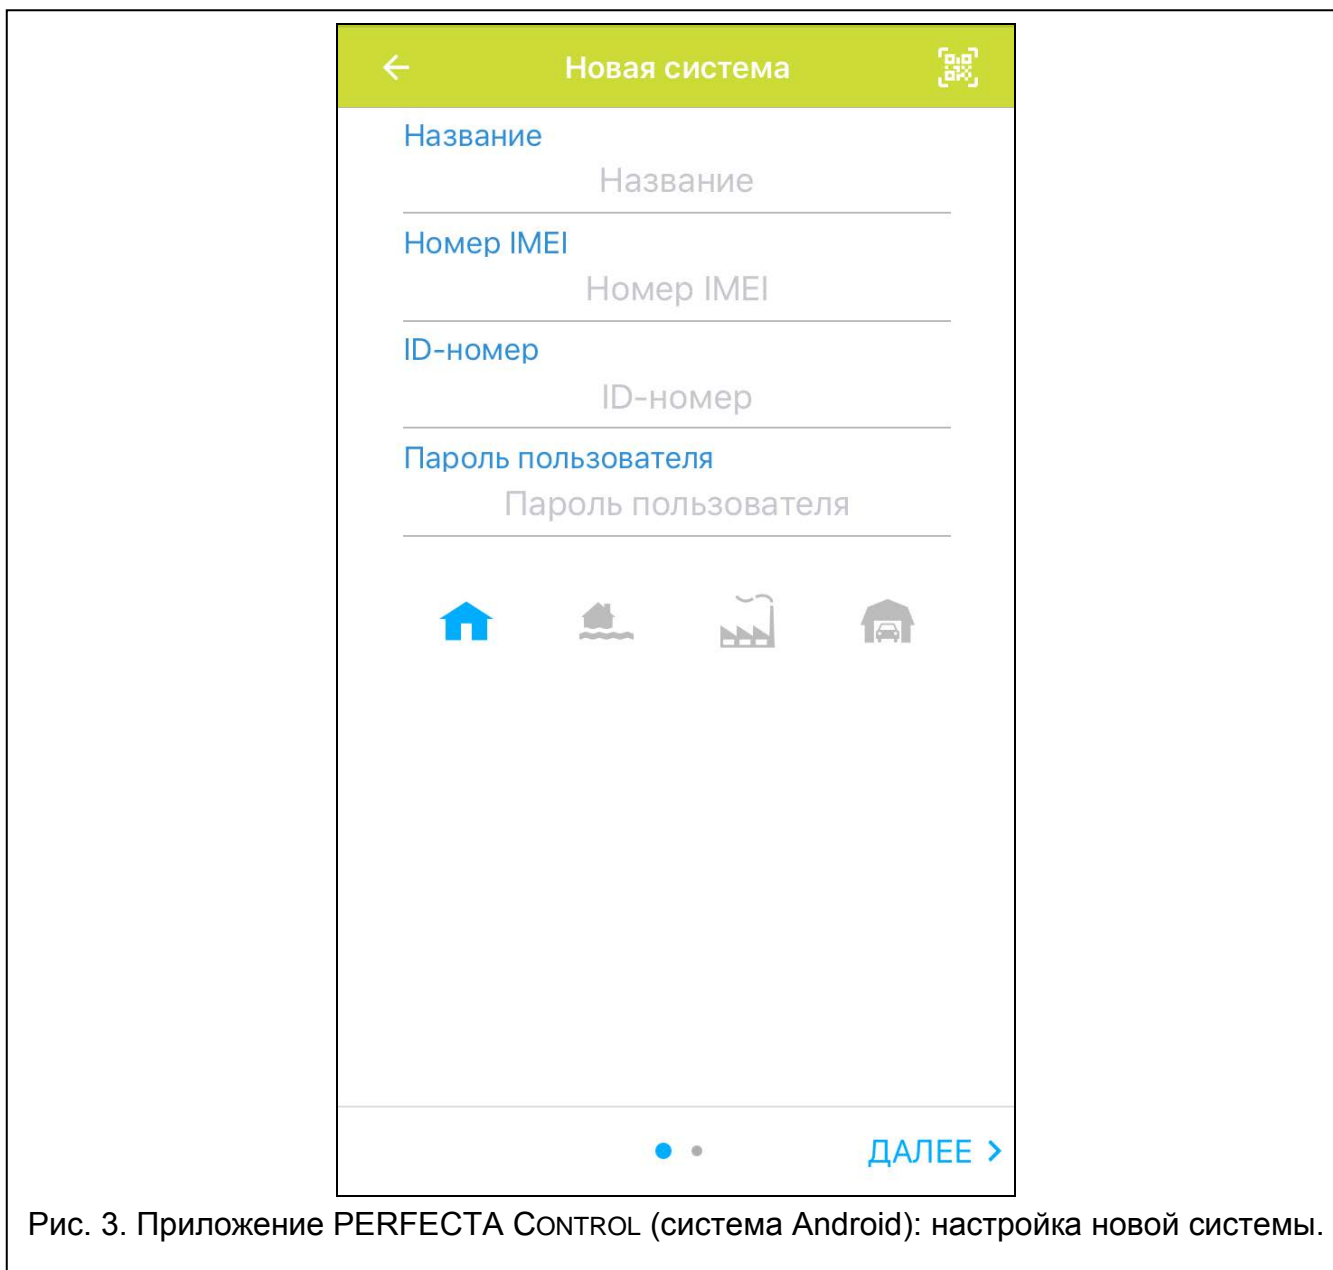 Новая система
Название
Название
Номер IMEI
Номер IMEI
ID-номер
ID-номер
Пароль пользователя
Пароль пользователя
ДАЛЕЕ >
Рис. 3. Приложение PERFECTA CONTROL (система Android): настройка новой системы.